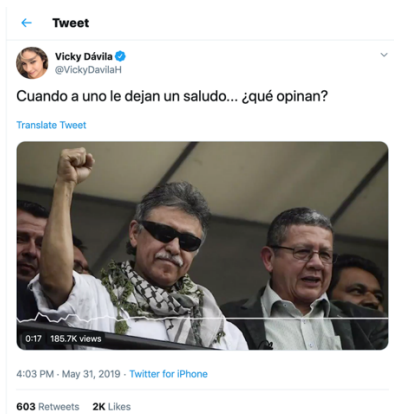 Tweet
Vicky Dávila
@VickyDavilaH
Cuando a uno le dejan un saludo... ¿qué opinan?
Translate Tweet
0:17 185.7K views
4:03 PM · May 31, 2019 · Twitter for iPhone
603 Retweets 2K Likes